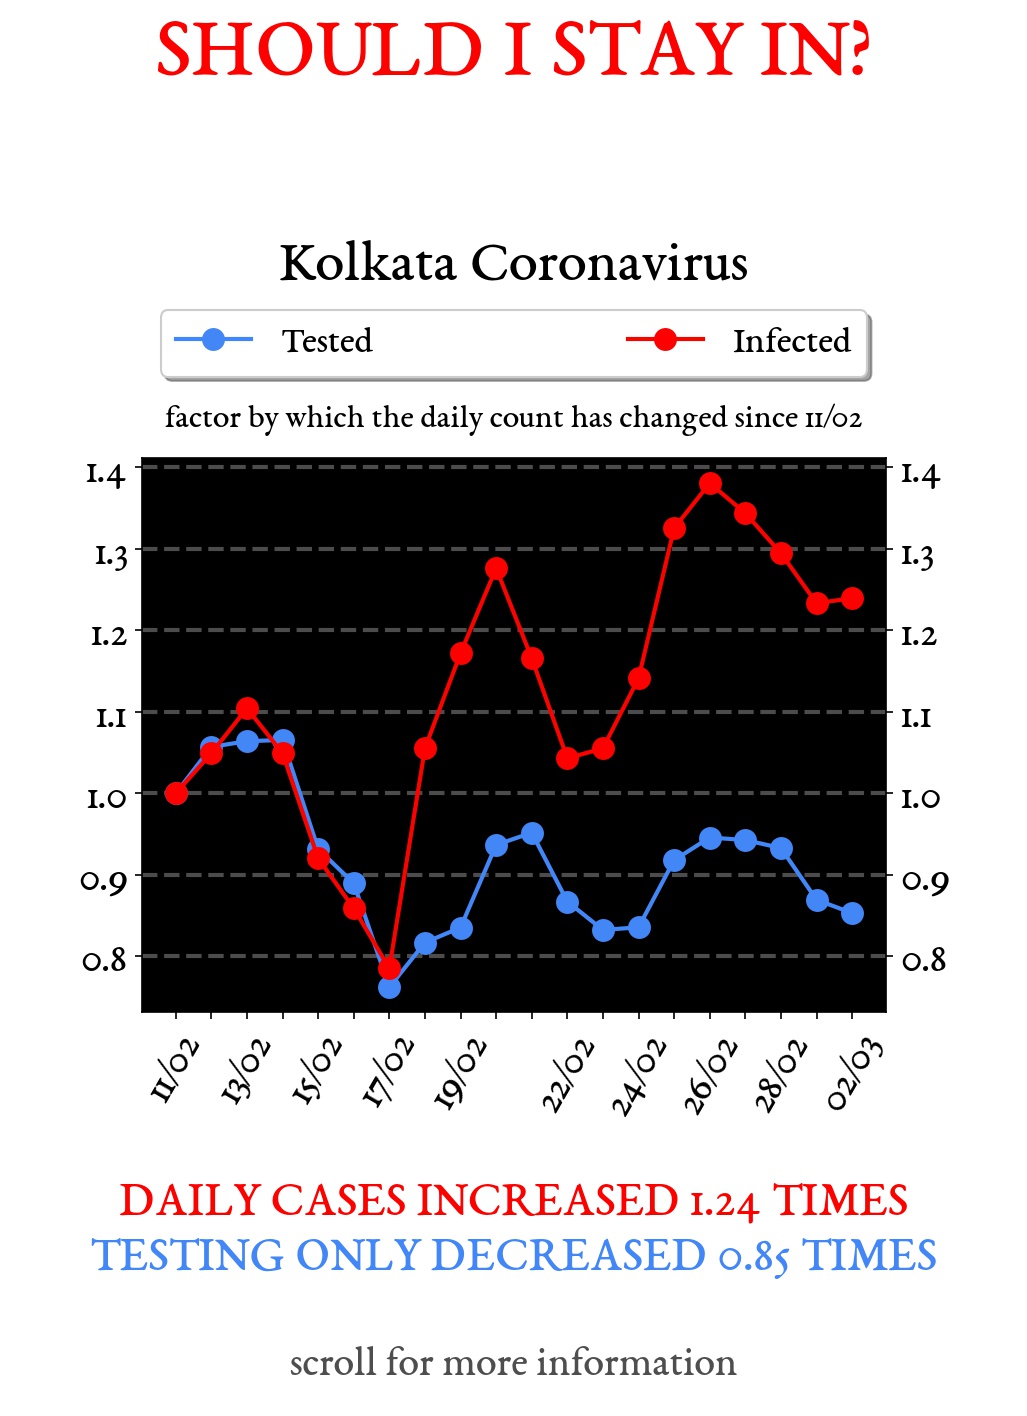 SHOULD I STAY IN?
Kolkata Coronavirus
Tested Infected
factor by which the daily count has changed since 11/02
1.4 1.4
1.3 1.3
1.2 1.2
1.1 1.1
1.0 1.0
0.9 0.9
0.8 0.8
11/02 13/02 15/02 17/02 19/02 22/02 24/02 26/02 28/02 02/03
DAILY CASES INCREASED 1.24 TIMES
TESTING ONLY DECREASED 0.85 TIMES
scroll for more information